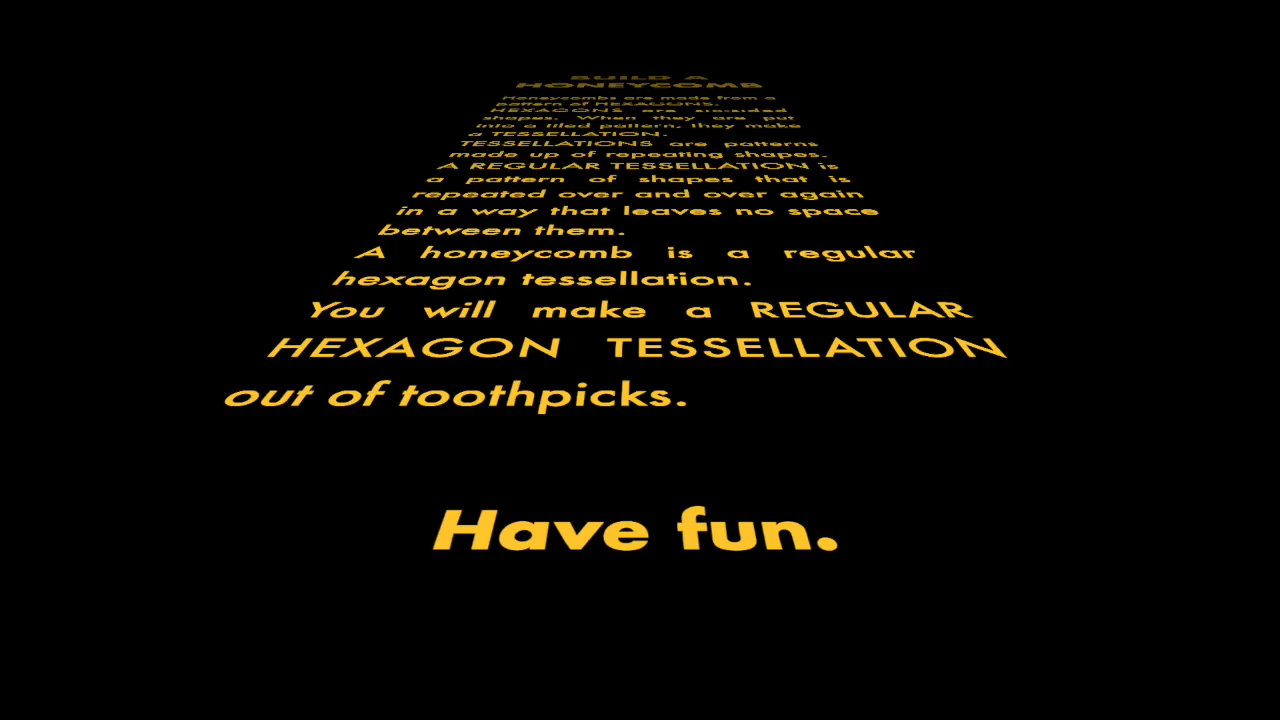 BUILD A
HONEYCOMB
Honeycombs are made from a
pattern of HEXAGONS.
HEXAGONS are six-sided
shapes. When they are put
into a tiled pattern, they make
a TESSELLATION.
TESSELLATIONS are patterns
made up of repeating shapes.
A REGULAR TESSELLATION is
a pattern of shapes that is
repeated over and over again
in a way that leaves no space
between them.
A honeycomb is a regular
hexagon tessellation.
You will make a REGULAR
HEXAGON TESSELLATION
out of toothpicks.
Have fun.